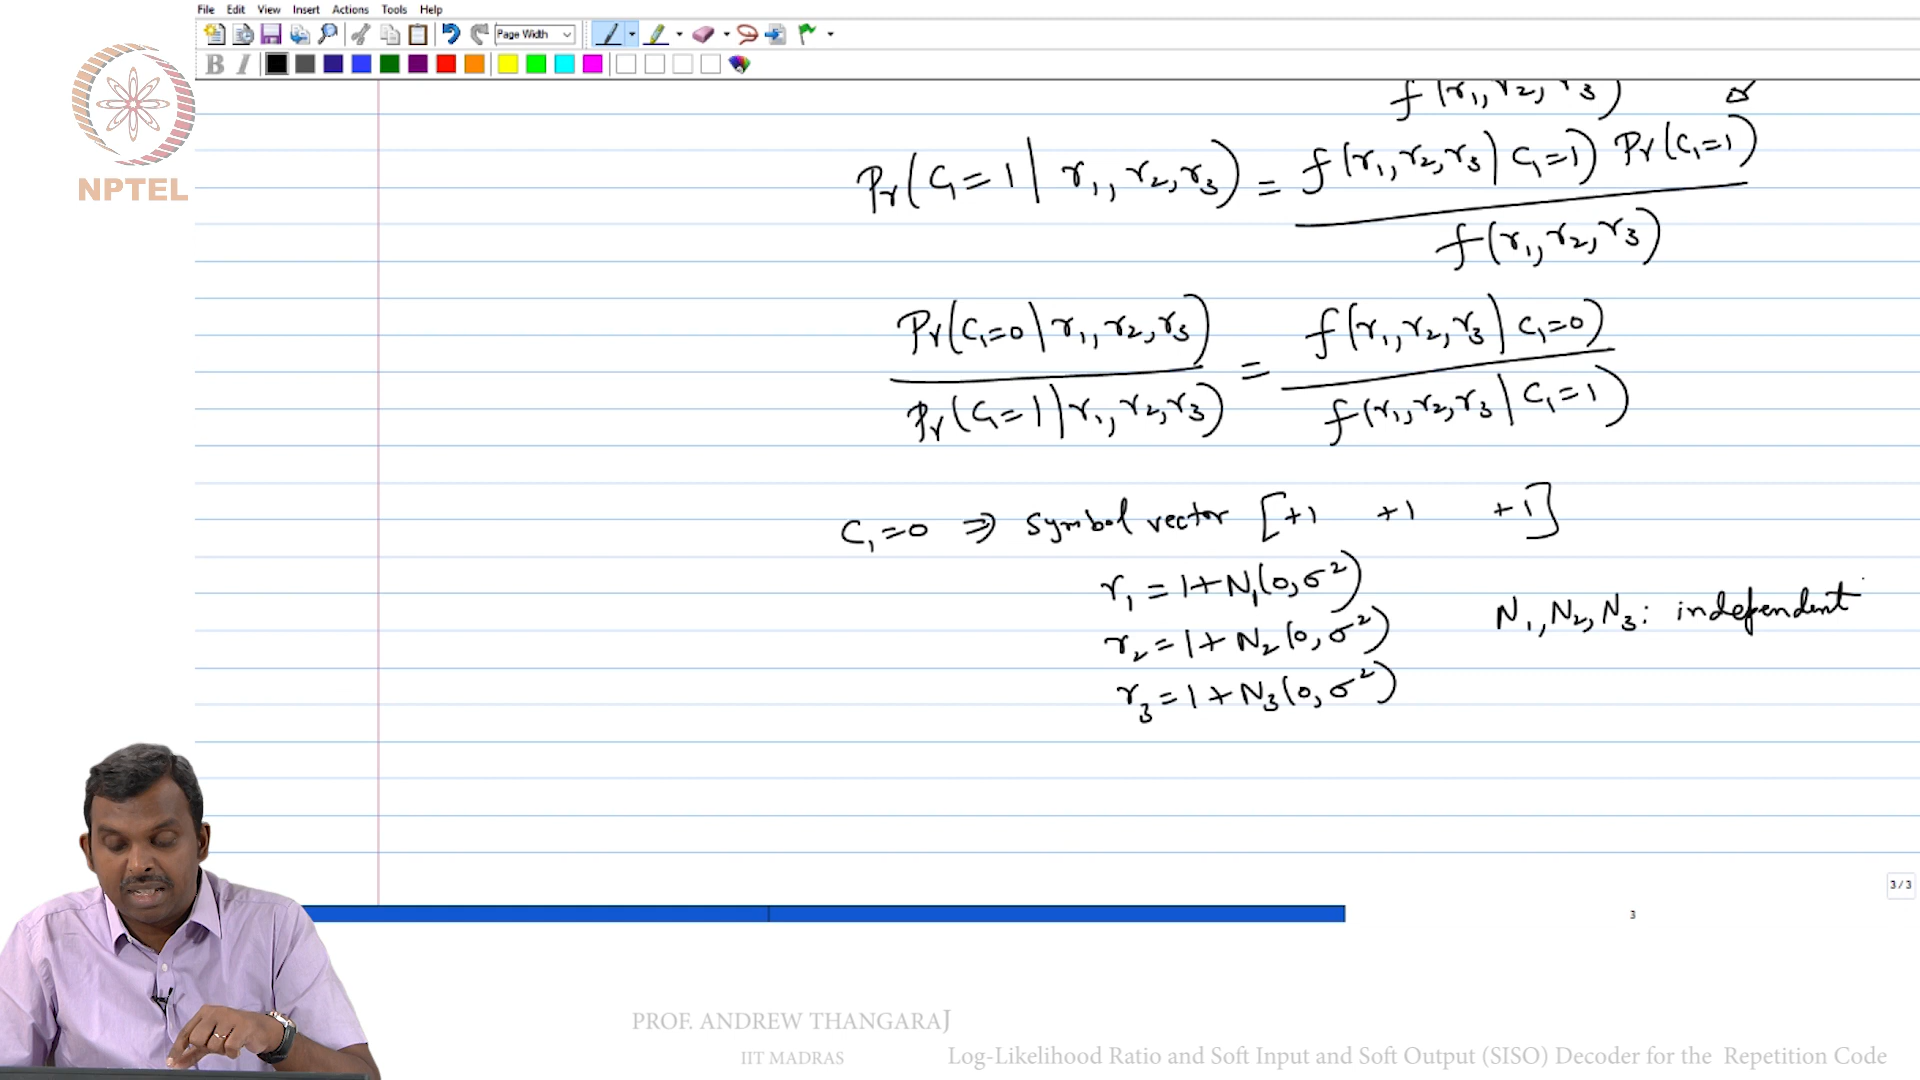 File Edit View Insert Actions Tools Help
Page Width
B I
NPTEL
f(r₁, r₂, r₃)
Pr(C₁=1 | r₁, r₂, r₃) = f(r₁, r₂, r₃ | C₁=1) Pr(C₁=1) / f(r₁, r₂, r₃)
Pr(C₁=0 | r₁, r₂, r₃) / Pr(C₁=1 | r₁, r₂, r₃) = f(r₁, r₂, r₃ | C₁=0) / f(r₁, r₂, r₃ | C₁=1)
C₁=0 ⇒ Symbol vector [+1 +1 +1]
r₁ = 1+N₁(0,σ²)
r₂ = 1+N₂(0,σ²)
N₁, N₂, N₃: independent
r₃ = 1+N₃(0,σ²)
3 / 3
3
PROF. ANDREW THANGARAJ
IIT MADRAS
Log-Likelihood Ratio and Soft Input and Soft Output (SISO) Decoder for the Repetition Code